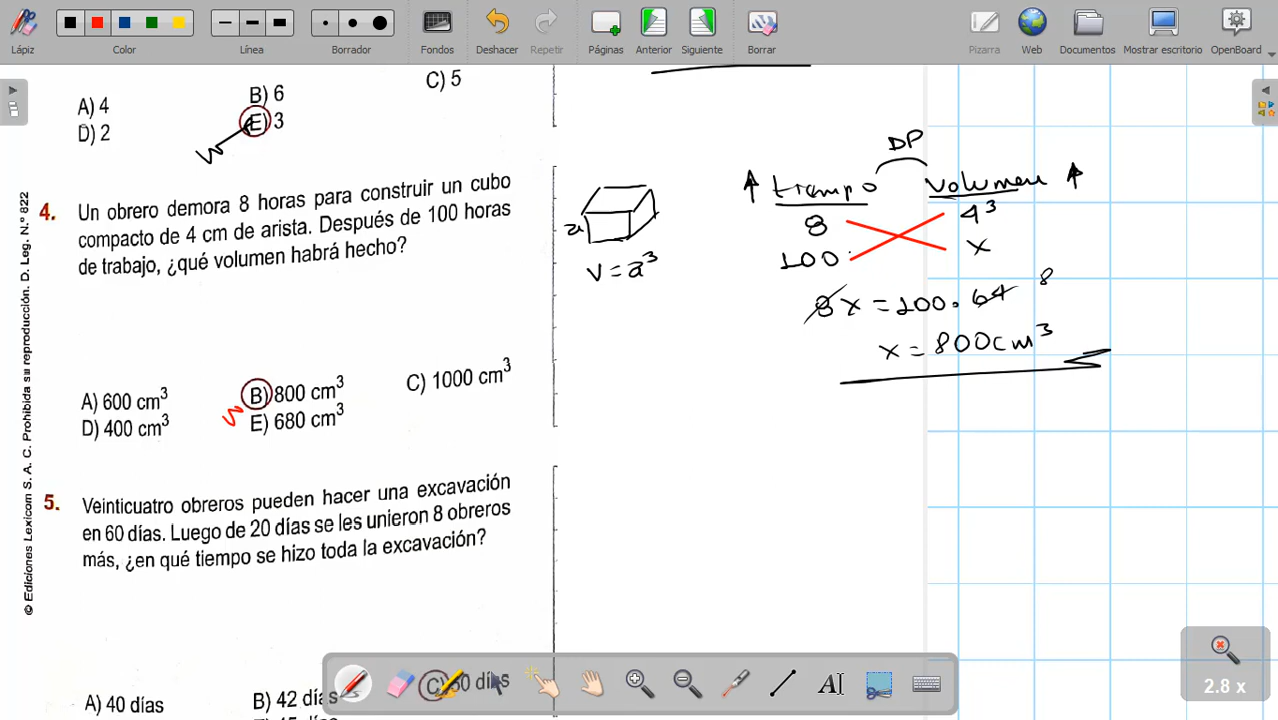 Lápiz
Color
Línea
Borrador
Fondos
Deshacer
Repetir
Páginas
Anterior
Siguiente
Borrar
Pizarra
Web
Documentos
Mostrar escritorio
OpenBoard
A) 4
B) 6
C) 5
D) 2
E) 3
4. Un obrero demora 8 horas para construir un cubo
compacto de 4 cm de arista. Después de 100 horas
de trabajo, ¿qué volumen habrá hecho?
A) 600 cm³
B) 800 cm³
C) 1000 cm³
D) 400 cm³
E) 680 cm³
5. Veinticuatro obreros pueden hacer una excavación
en 60 días. Luego de 20 días se les unieron 8 obreros
más, ¿en qué tiempo se hizo toda la excavación?
A) 40 días
B) 42 días
© Ediciones Lexicom S. A. C. Prohibida su reproducción. D. Leg. N.º 822
a
V = a³
DP
tiempo volumen
8 4³
100 x
8x = 100 . 64 8
x = 800 cm³
2.8 x